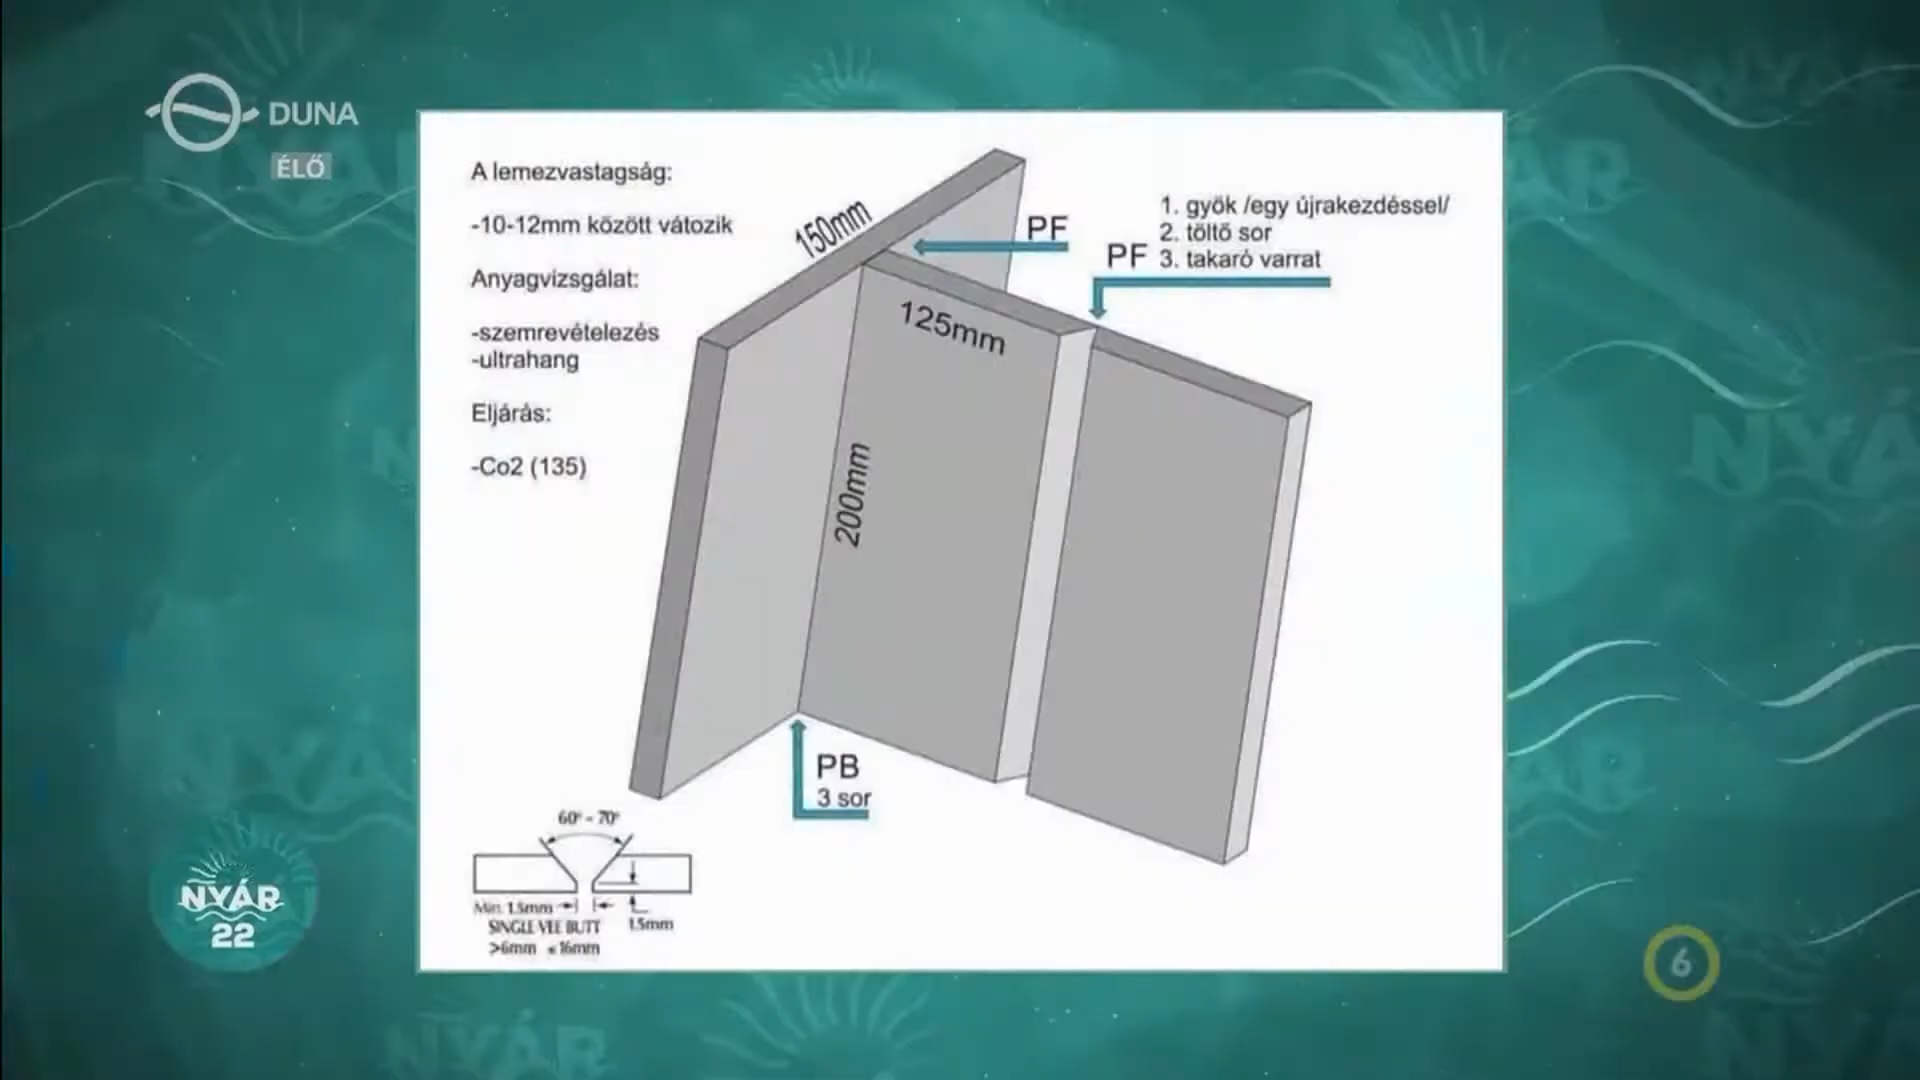 DUNA
ÉLŐ
A lemezvastagság:
-10-12mm között vátozik
Anyagvizsgálat:
-szemrevételezés
-ultrahang
Eljárás:
-Co2 (135)
150mm
PF
1. gyök /egy újrakezdéssel/
2. töltő sor
PF 3. takaró varrat
125mm
200mm
PB
3 sor
60° - 70°
Min. 1.5mm
1.5mm
SINGLE VEE BUTT
>6mm
NYÁR
22
6
NYÁR